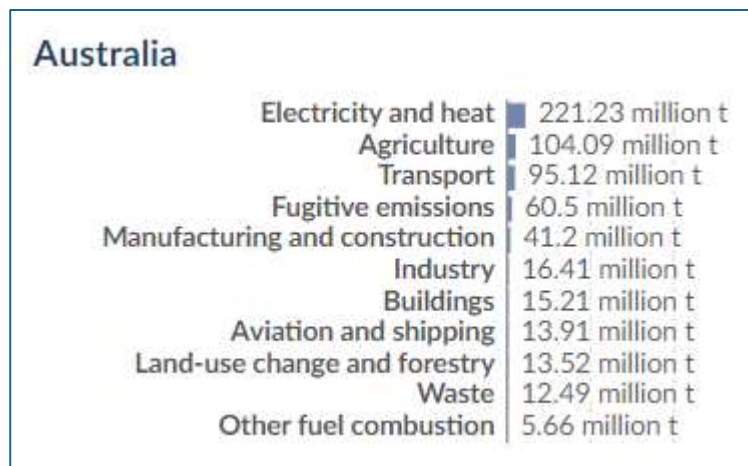 Australia
Electricity and heat 221.23 million t
Agriculture 104.09 million t
Transport 95.12 million t
Fugitive emissions 60.5 million t
Manufacturing and construction 41.2 million t
Industry 16.41 million t
Buildings 15.21 million t
Aviation and shipping 13.91 million t
Land-use change and forestry 13.52 million t
Waste 12.49 million t
Other fuel combustion 5.66 million t